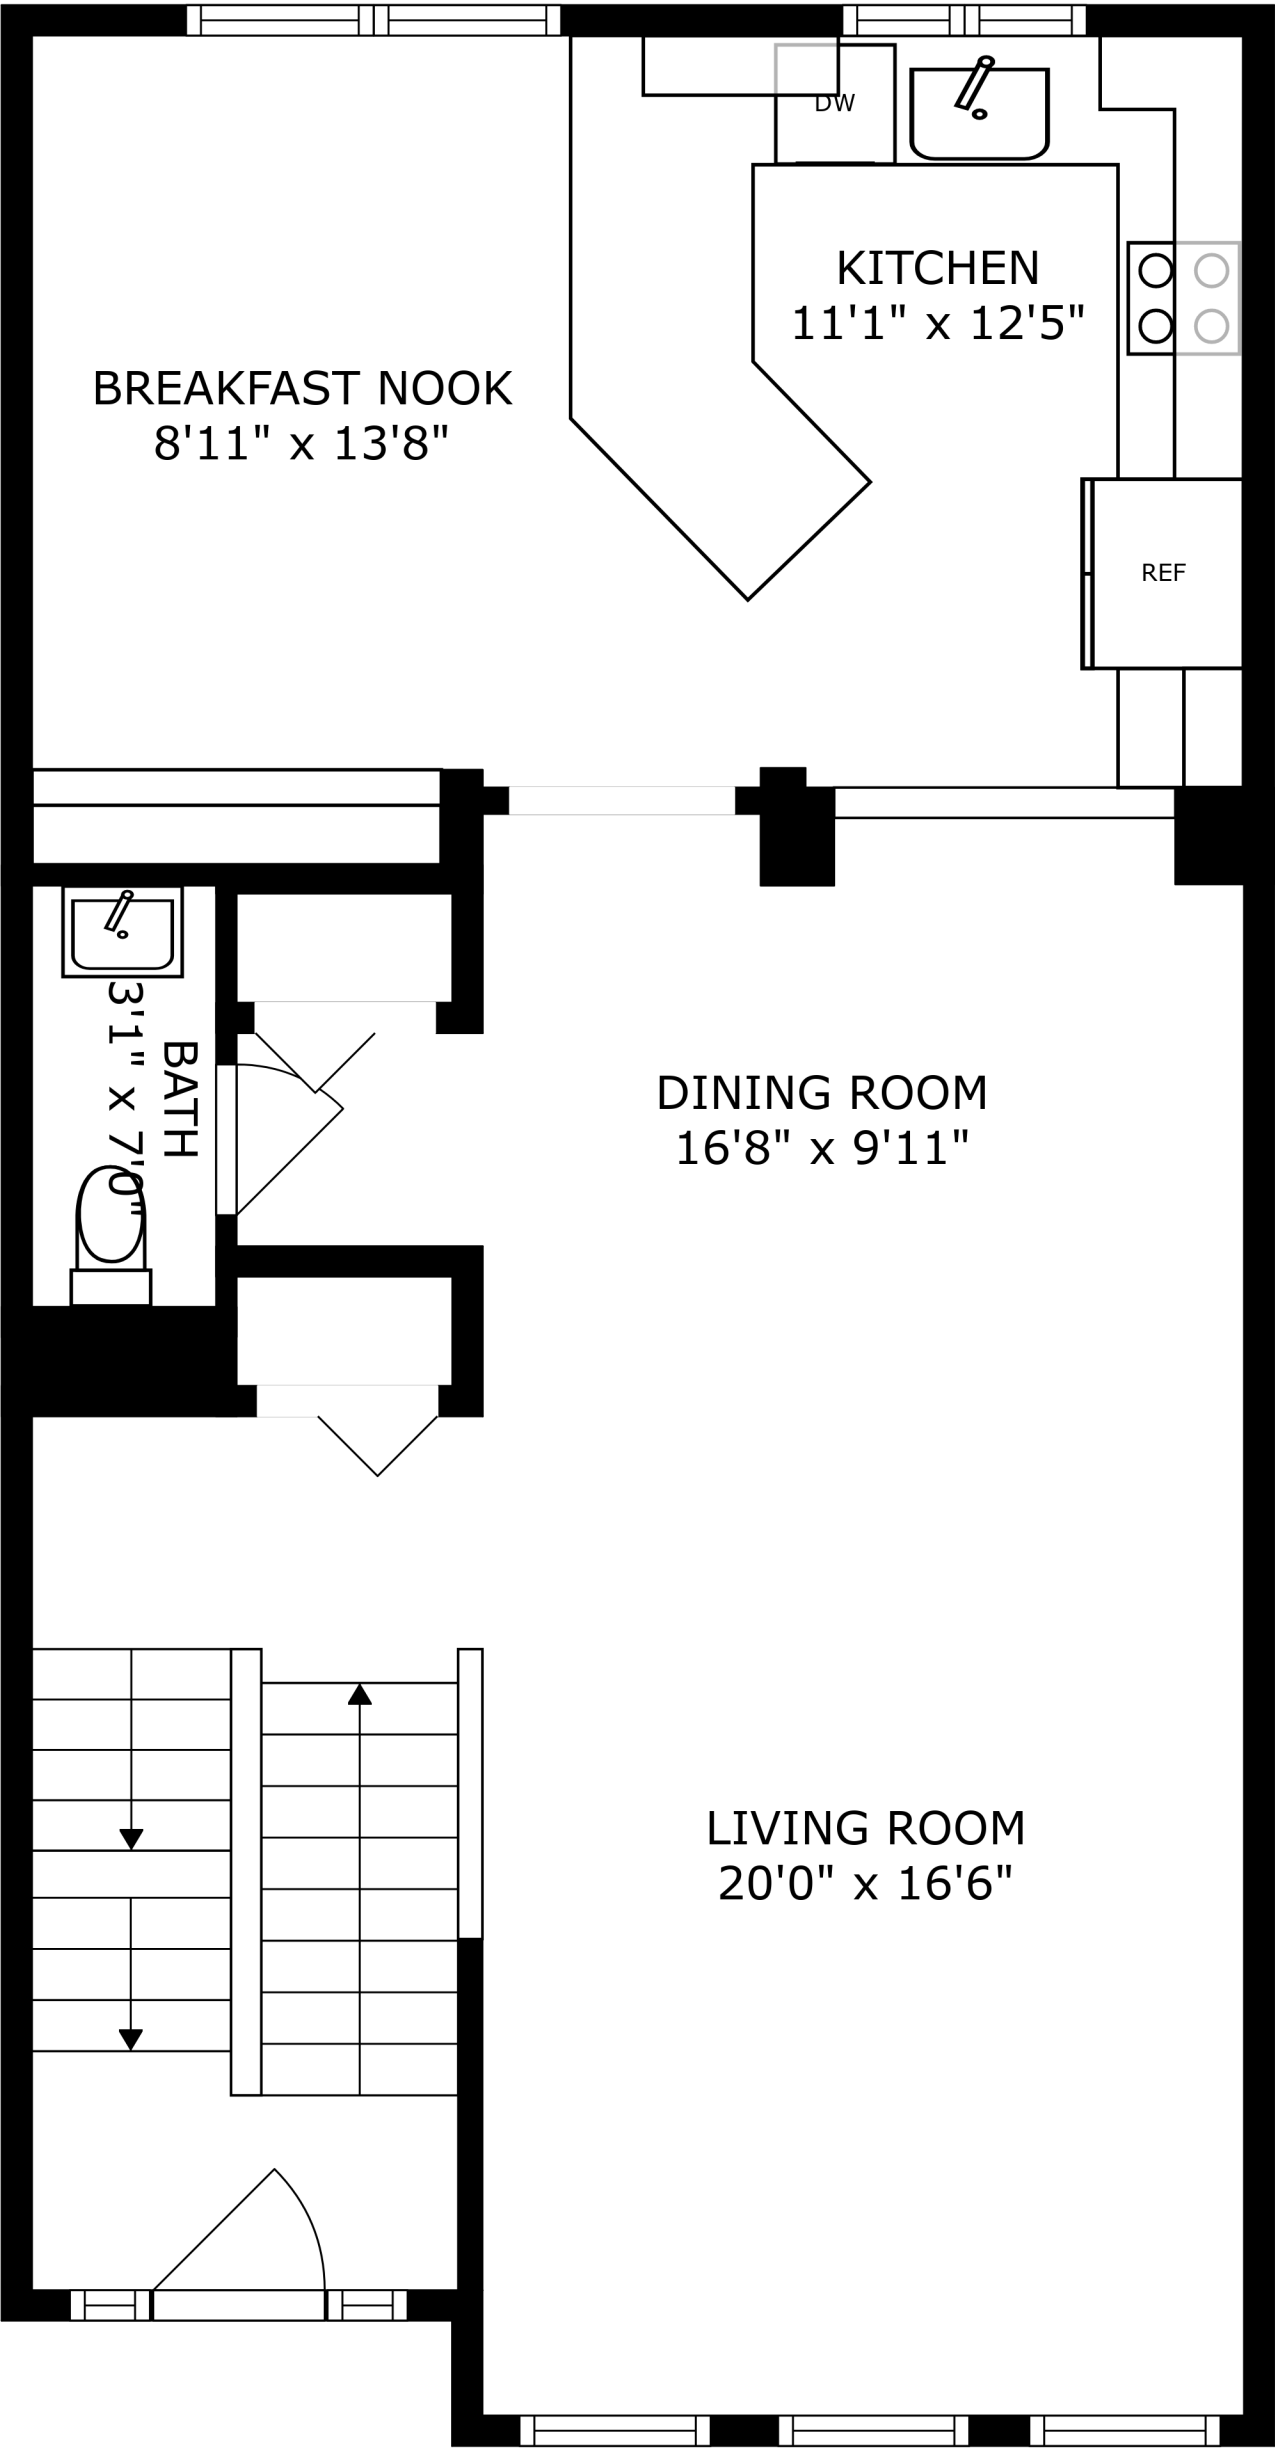 DW
KITCHEN
11'1" x 12'5"
BREAKFAST NOOK
8'11" x 13'8"
REF
BATH
3'1" x 7'0"
DINING ROOM
16'8" x 9'11"
LIVING ROOM
20'0" x 16'6"